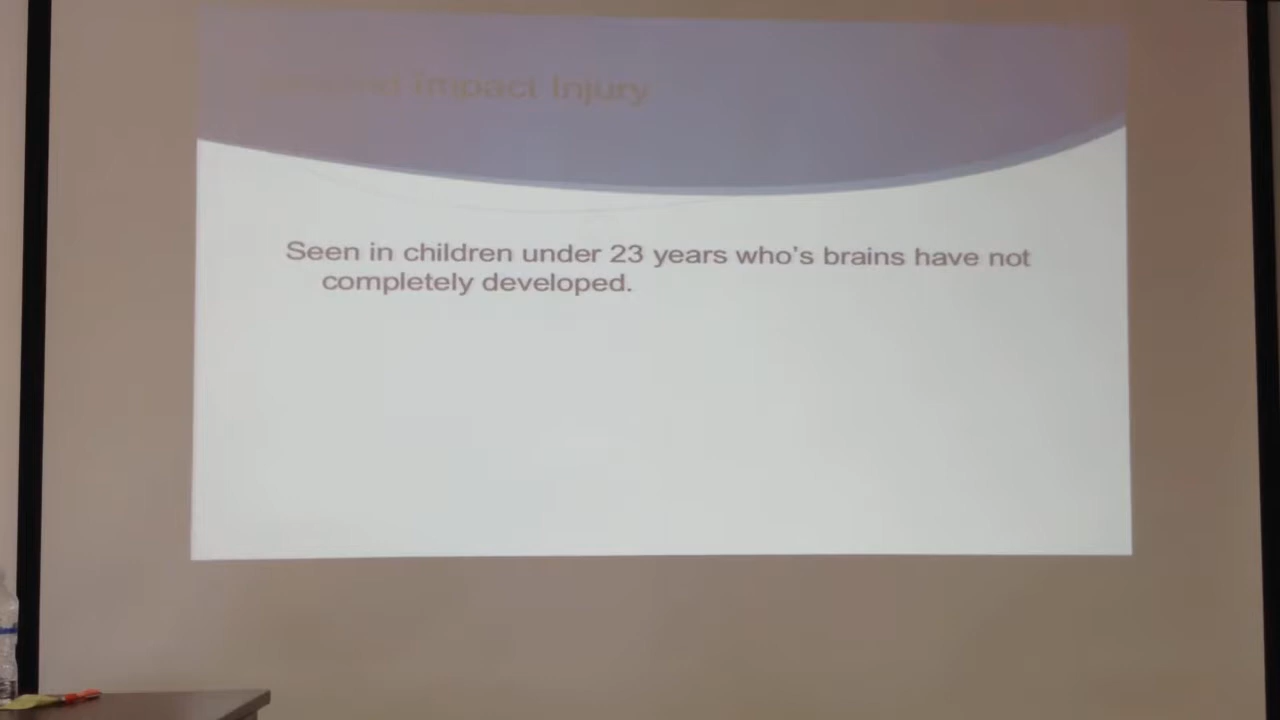 Impact Injury
Seen in children under 23 years who's brains have not
completely developed.